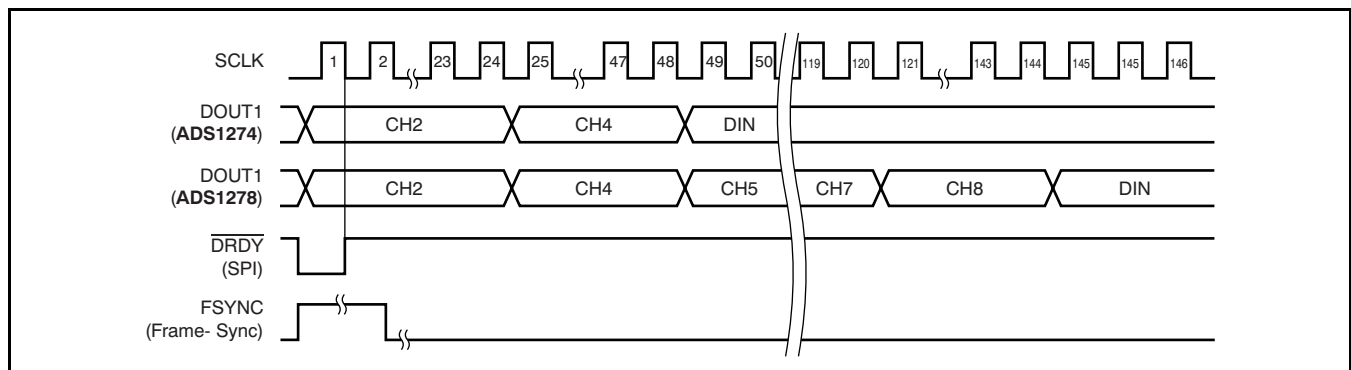 SCLK
1 2 23 24 25 47 48 49 50 119 120 121 143 144 145 145 146
DOUT1
(ADS1274)
CH2 CH4 DIN
DOUT1
(ADS1278)
CH2 CH4 CH5 CH7 CH8 DIN
DRDY
(SPI)
FSYNC
(Frame- Sync)